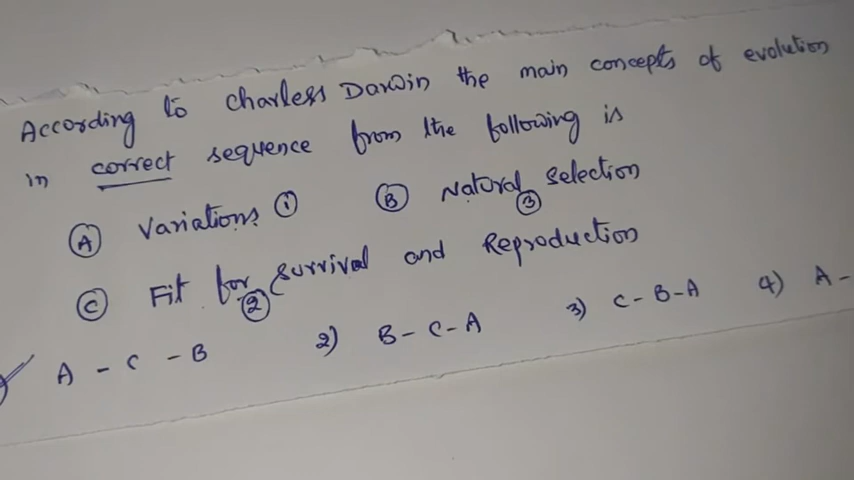 According to charless Darwin the main concepts of evolution
in correct sequence from the following is
A Variations 1 B Natural selection 3
C Fit for survival and Reproduction 2
A - C - B 2) B - C - A 3) C - B - A 4) A -